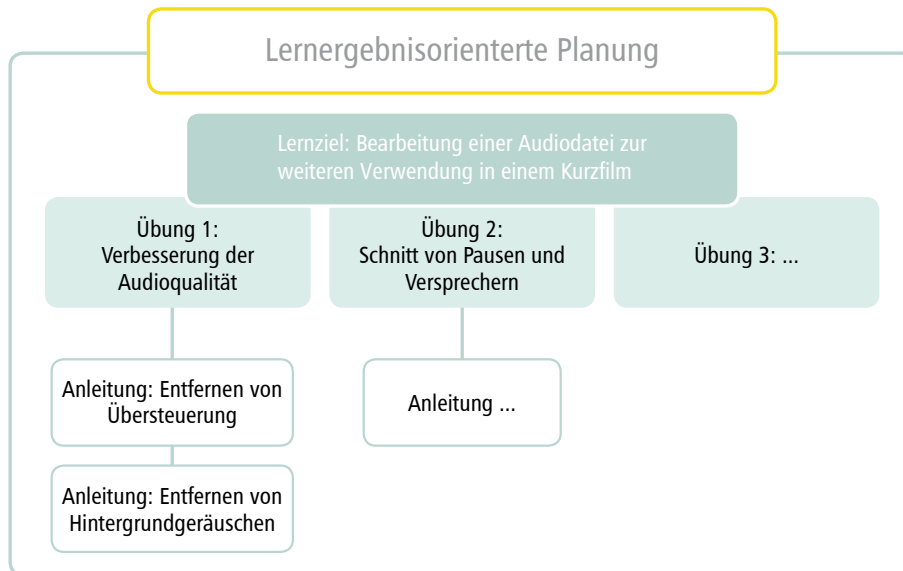 Lernergebnisorienterte Planung
Lernziel: Bearbeitung einer Audiodatei zur
weiteren Verwendung in einem Kurzfilm
Übung 1:
Verbesserung der
Audioqualität
Übung 2:
Schnitt von Pausen und
Versprechern
Übung 3: ...
Anleitung: Entfernen von
Übersteuerung
Anleitung ...
Anleitung: Entfernen von
Hintergrundgeräuschen